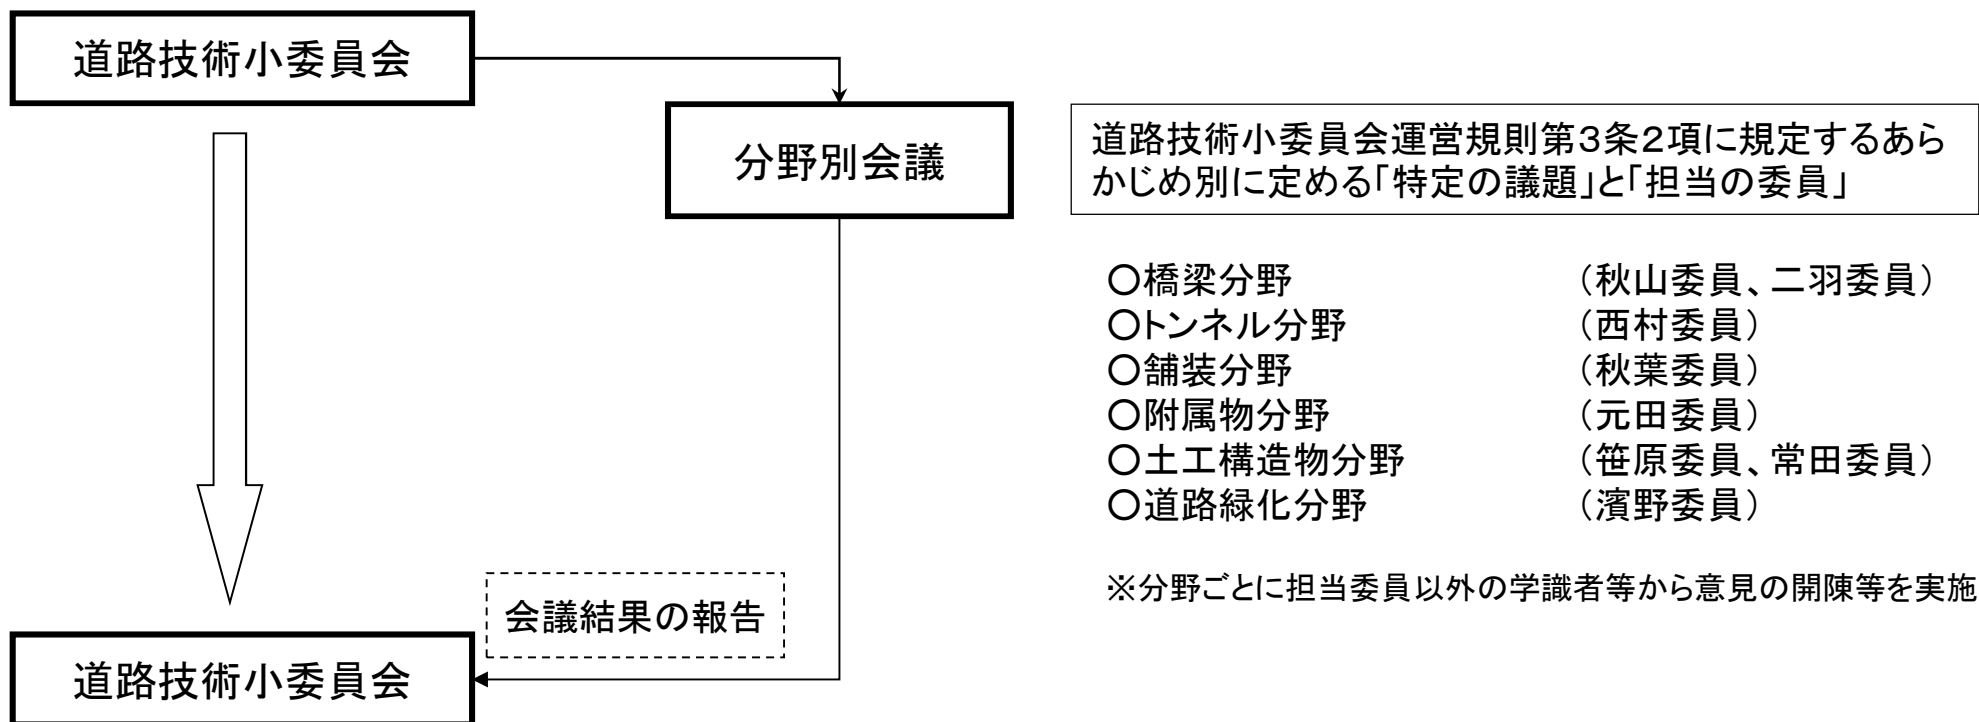 道路技術小委員会
分野別会議
道路技術小委員会運営規則第3条2項に規定するあら
かじめ別に定める「特定の議題」と「担当の委員」
○橋梁分野 （秋山委員、二羽委員）
○トンネル分野 （西村委員）
○舗装分野 （秋葉委員）
○附属物分野 （元田委員）
○土工構造物分野 （笹原委員、常田委員）
○道路緑化分野 （濱野委員）
※分野ごとに担当委員以外の学識者等から意見の開陳等を実施
会議結果の報告
道路技術小委員会